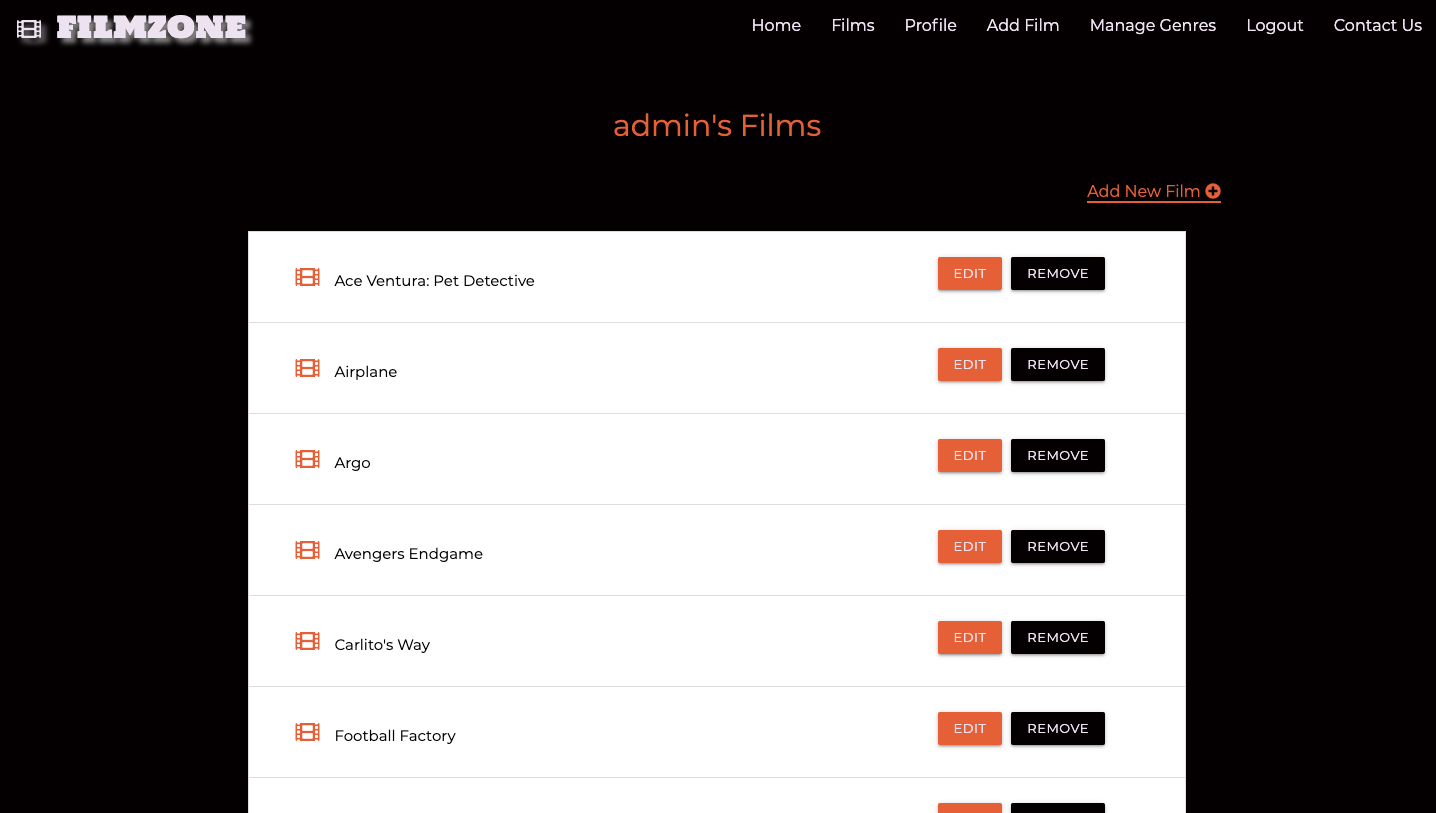 FILMZONE
Home Films Profile Add Film Manage Genres Logout Contact Us
admin's Films
Add New Film
Ace Ventura: Pet Detective EDIT REMOVE
Airplane EDIT REMOVE
Argo EDIT REMOVE
Avengers Endgame EDIT REMOVE
Carlito's Way EDIT REMOVE
Football Factory EDIT REMOVE